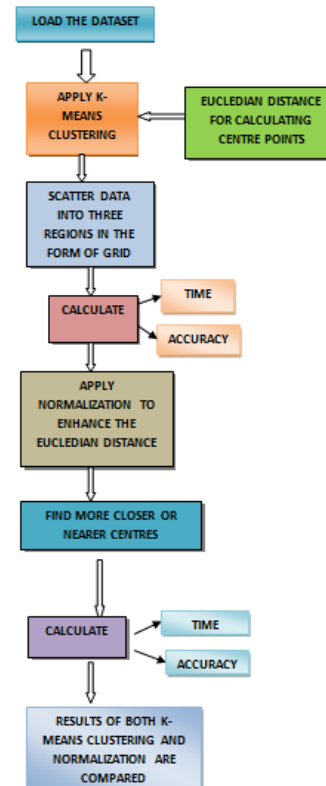 LOAD THE DATASET
APPLY K-
MEANS
CLUSTERING
EUCLEDIAN DISTANCE
FOR CALCULATING
CENTRE POINTS
SCATTER DATA
INTO THREE
REGIONS IN THE
FORM OF GRID
CALCULATE
TIME
ACCURACY
APPLY
NORMALIZATION TO
ENHANCE THE
EUCLEDIAN DISTANCE
FIND MORE CLOSER OR
NEARER CENTRES
CALCULATE
TIME
ACCURACY
RESULTS OF BOTH K-
MEANS CLUSTERING AND
NORMALIZATION ARE
COMPARED